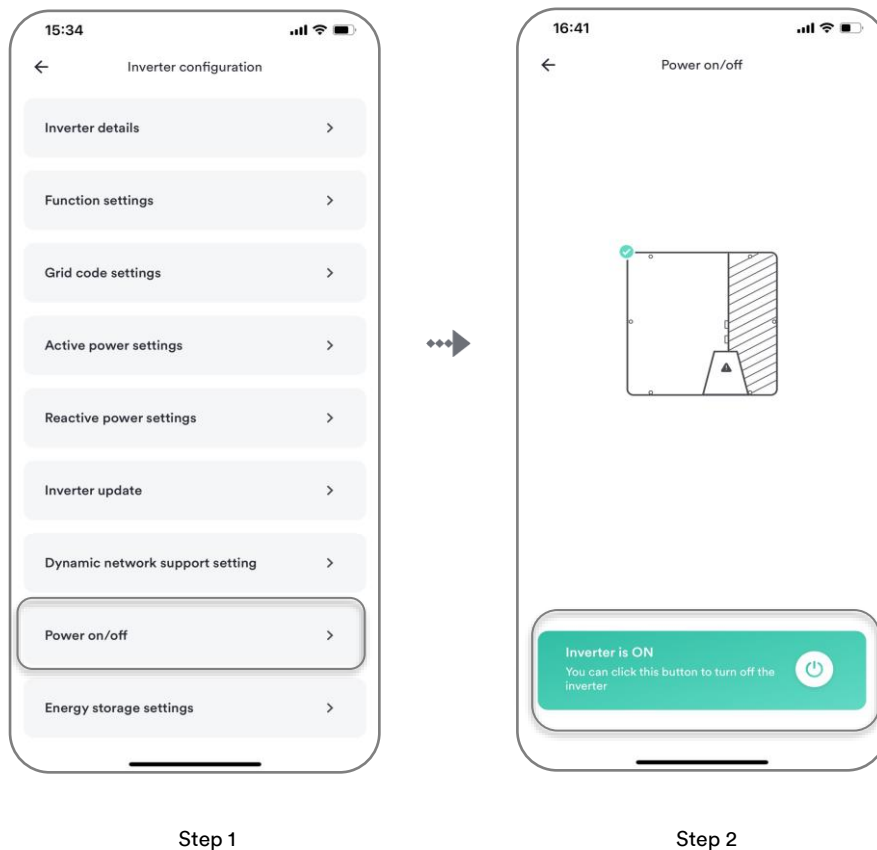 15:34
Inverter configuration
Inverter details
Function settings
Grid code settings
Active power settings
Reactive power settings
Inverter update
Dynamic network support setting
Power on/off
Energy storage settings
Step 1
16:41
Power on/off
Inverter is ON
You can click this button to turn off the
inverter
Step 2